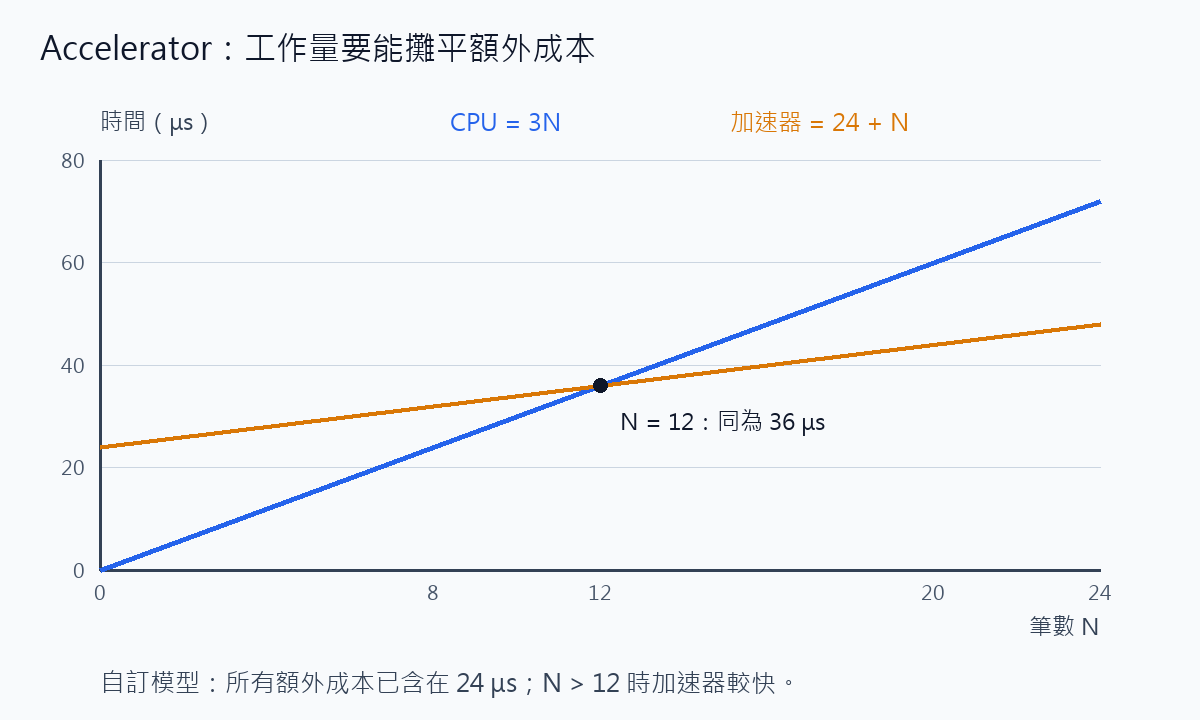 Accelerator：工作量要能攤平額外成本
時間（μs）
CPU = 3N
加速器 = 24 + N
80
60
40
20
0
N = 12：同為 36 μs
0
8
12
20
24
筆數 N
自訂模型：所有額外成本已含在 24 μs；N > 12 時加速器較快。